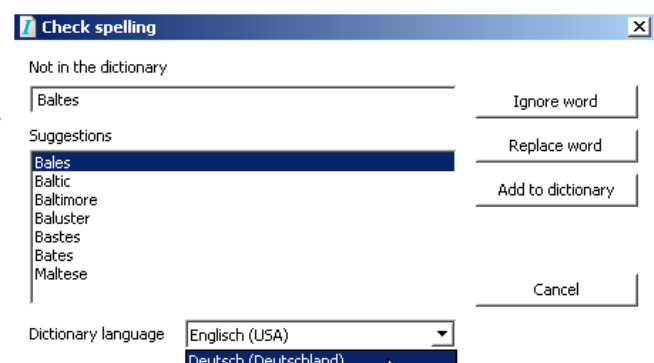 Check spelling
Not in the dictionary
Baltes
Ignore word
Suggestions
Replace word
Bales
Baltic
Add to dictionary
Baltimore
Baluster
Bastes
Bates
Maltese
Cancel
Dictionary language
Englisch (USA)
Deutsch (Deutschland)